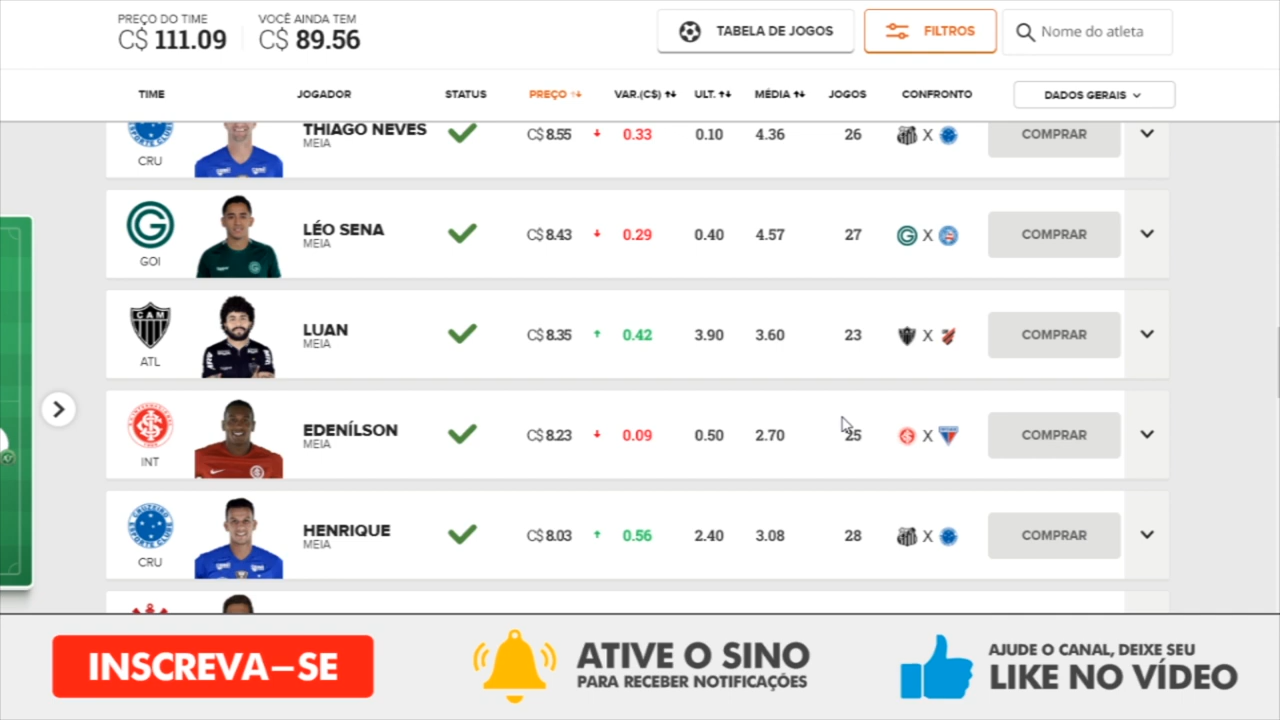 PREÇO DO TIME
C$ 111.09
VOCÊ AINDA TEM
C$ 89.56
TABELA DE JOGOS
FILTROS
Nome do atleta
TIME JOGADOR STATUS PREÇO VAR.(C$) ULT. MÉDIA JOGOS CONFRONTO DADOS GERAIS
THIAGO NEVES
MEIA
CRU
C$ 8.55 0.33 0.10 4.36 26 X COMPRAR
LÉO SENA
MEIA
GOI
C$ 8.43 0.29 0.40 4.57 27 X COMPRAR
CAM
LUAN
MEIA
ATL
C$ 8.35 0.42 3.90 3.60 23 X COMPRAR
EDENÍLSON
MEIA
INT
C$ 8.23 0.09 0.50 2.70 25 X COMPRAR
HENRIQUE
MEIA
CRU
C$ 8.03 0.56 2.40 3.08 28 X COMPRAR
INSCREVA-SE
ATIVE O SINO
PARA RECEBER NOTIFICAÇÕES
AJUDE O CANAL, DEIXE SEU
LIKE NO VÍDEO